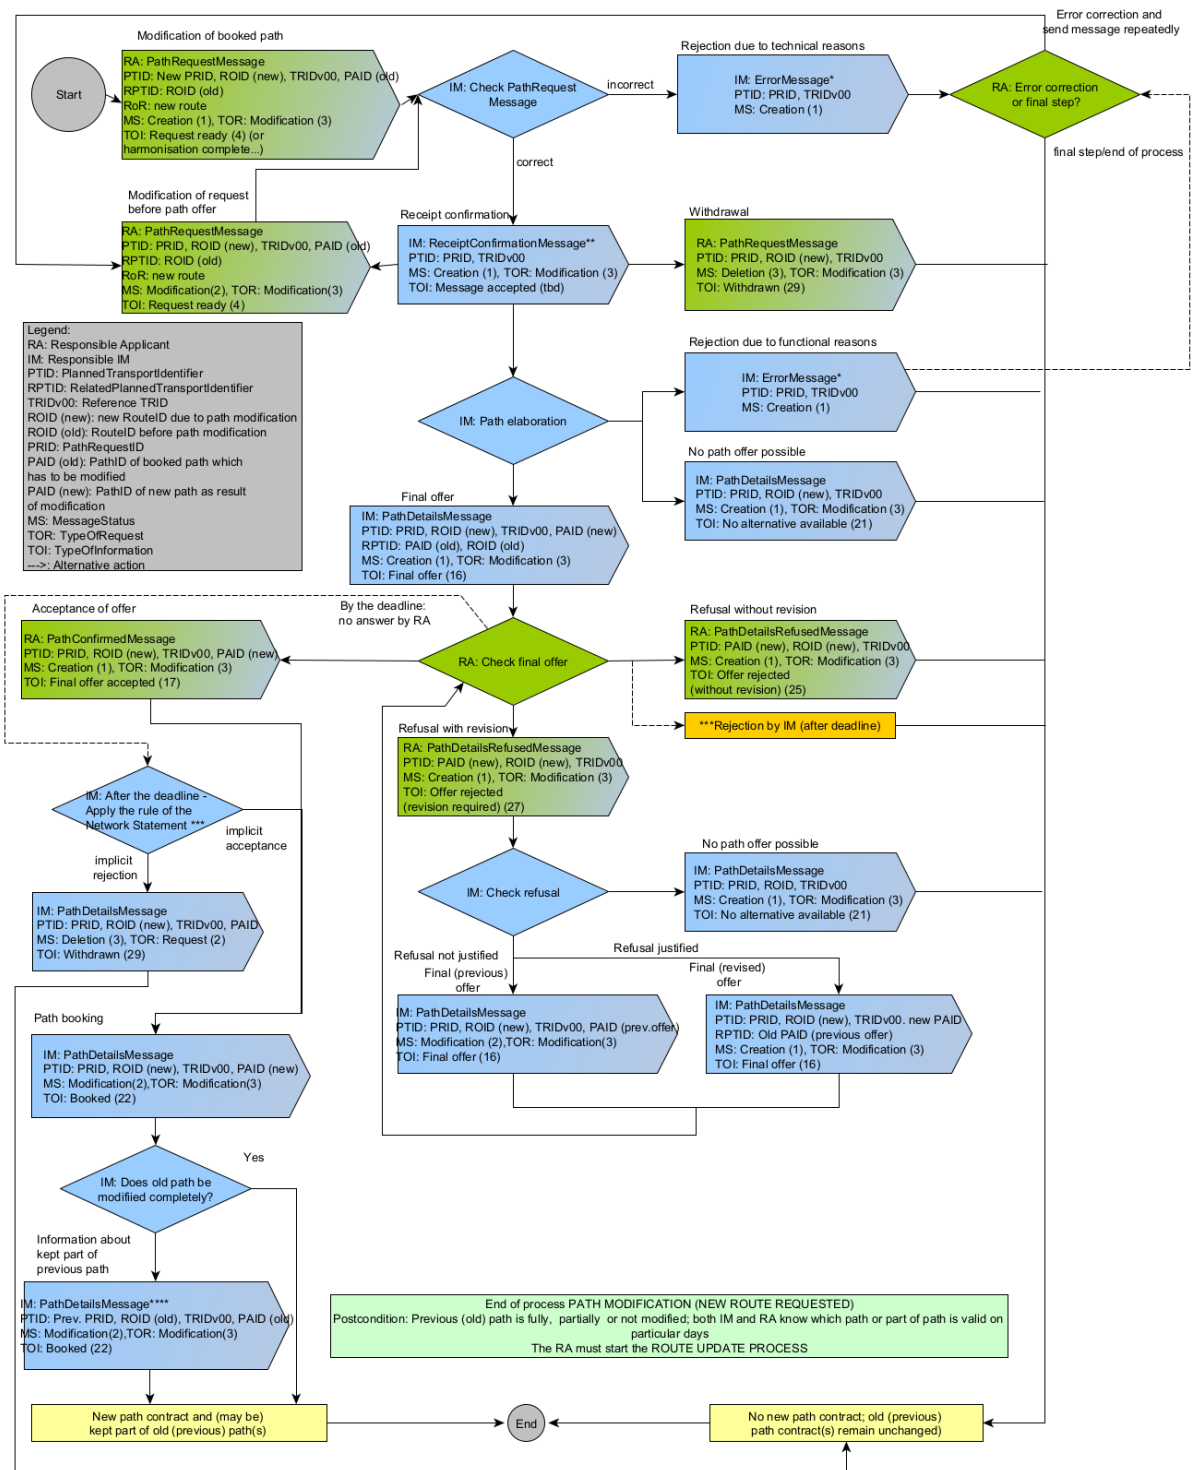 Error correction and
send message repeatedly
Modification of booked path
Start
RA: PathRequestMessage
PTID: New PRID, ROID (new), TRIDv00, PAID (old)
RPTID: ROID (old)
RoR: new route
MS: Creation (1), TOR: Modification (3)
TOI: Request ready (4) (or
harmonisation complete...)
IM: Check PathRequest
Message
incorrect
correct
Rejection due to technical reasons
IM: ErrorMessage*
PTID: PRID, TRIDv00
MS: Creation (1)
RA: Error correction
or final step?
final step/end of process
Modification of request
before path offer
RA: PathRequestMessage
PTID: PRID, ROID (new), TRIDv00, PAID (old)
RPTID: ROID (old)
RoR: new route
MS: Modification(2), TOR: Modification(3)
TOI: Request ready (4)
Receipt confirmation
IM: ReceiptConfirmationMessage**
PTID: PRID, TRIDv00
MS: Creation (1), TOR: Modification (3)
TOI: Message accepted (tbd)
Withdrawal
RA: PathRequestMessage
PTID: PRID, ROID (new), TRIDv00
MS: Deletion (3), TOR: Modification (3)
TOI: Withdrawn (29)
Legend:
RA: Responsible Applicant
IM: Responsible IM
PTID: PlannedTransportIdentifier
RPTID: RelatedPlannedTransportIdentifier
TRIDv00: Reference TRID
ROID (new): new RouteID due to path modification
ROID (old): RouteID before path modification
PRID: PathRequestID
PAID (old): PathID of booked path which
has to be modified
PAID (new): PathID of new path as result
of modification
MS: MessageStatus
TOR: TypeOfRequest
TOI: TypeOfInformation
--->: Alternative action
IM: Path elaboration
Rejection due to functional reasons
IM: ErrorMessage*
PTID: PRID, TRIDv00
MS: Creation (1)
No path offer possible
IM: PathDetailsMessage
PTID: PRID, ROID (new), TRIDv00
MS: Creation (1), TOR: Modification (3)
TOI: No alternative available (21)
Final offer
IM: PathDetailsMessage
PTID: PRID, ROID (new), TRIDv00, PAID (new)
RPTID: PAID (old), ROID (old)
MS: Creation (1), TOR: Modification (3)
TOI: Final offer (16)
By the deadline:
no answer by RA
Acceptance of offer
RA: PathConfirmedMessage
PTID: PRID, ROID (new), TRIDv00, PAID (new)
MS: Creation (1), TOR: Modification (3)
TOI: Final offer accepted (17)
RA: Check final offer
Refusal without revision
RA: PathDetailsRefusedMessage
PTID: PAID (new), ROID (new), TRIDv00
MS: Creation (1), TOR: Modification (3)
TOI: Offer rejected
(without revision) (25)
***Rejection by IM (after deadline)
Refusal with revision
RA: PathDetailsRefusedMessage
PTID: PAID (new), ROID (new), TRIDv00
MS: Creation (1), TOR: Modification (3)
TOI: Offer rejected
(revision required) (27)
IM: After the deadline -
Apply the rule of the
Network Statement ***
implicit
acceptance
implicit
rejection
IM: PathDetailsMessage
PTID: PRID, ROID (new), TRIDv00, PAID
MS: Deletion (3), TOR: Request (2)
TOI: Withdrawn (29)
IM: Check refusal
No path offer possible
IM: PathDetailsMessage
PTID: PRID, ROID, TRIDv00
MS: Creation (1), TOR: Modification (3)
TOI: No alternative available (21)
Refusal not justified
Refusal justified
Final (previous)
offer
IM: PathDetailsMessage
PTID: PRID, ROID (new), TRIDv00, PAID (prev.offer)
MS: Modification (2),TOR: Modification(3)
TOI: Final offer (16)
Final (revised)
offer
IM: PathDetailsMessage
PTID: PRID, ROID (new), TRIDv00. new PAID
RPTID: Old PAID (previous offer)
MS: Creation (1), TOR: Modification (3)
TOI: Final offer (16)
Path booking
IM: PathDetailsMessage
PTID: PRID, ROID (new), TRIDv00, PAID (new)
MS: Modification(2),TOR: Modification(3)
TOI: Booked (22)
IM: Does old path be
modifiied completely?
Yes
Information about
kept part of
previous path
IM: PathDetailsMessage****
PTID: Prev. PRID, ROID (old), TRIDv00, PAID (old)
MS: Modification(2),TOR: Modification(3)
TOI: Booked (22)
End of process PATH MODIFICATION (NEW ROUTE REQUESTED)
Postcondition: Previous (old) path is fully, partially or not modified; both IM and RA know which path or part of path is valid on
particular days
The RA must start the ROUTE UPDATE PROCESS
New path contract and (may be)
kept part of old (previous) path(s)
End
No new path contract; old (previous)
path contract(s) remain unchanged)